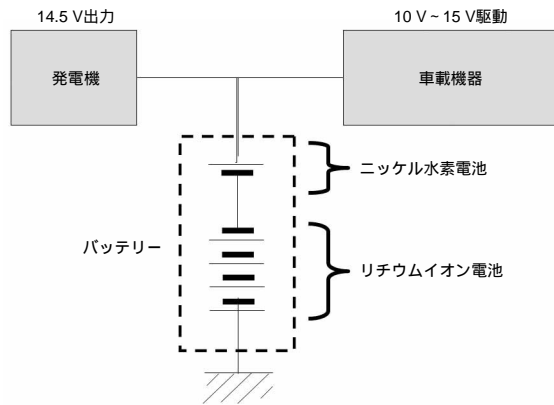 14.5 V出力
10 V ~ 15 V駆動
発電機
車載機器
ニッケル水素電池
バッテリー
リチウムイオン電池